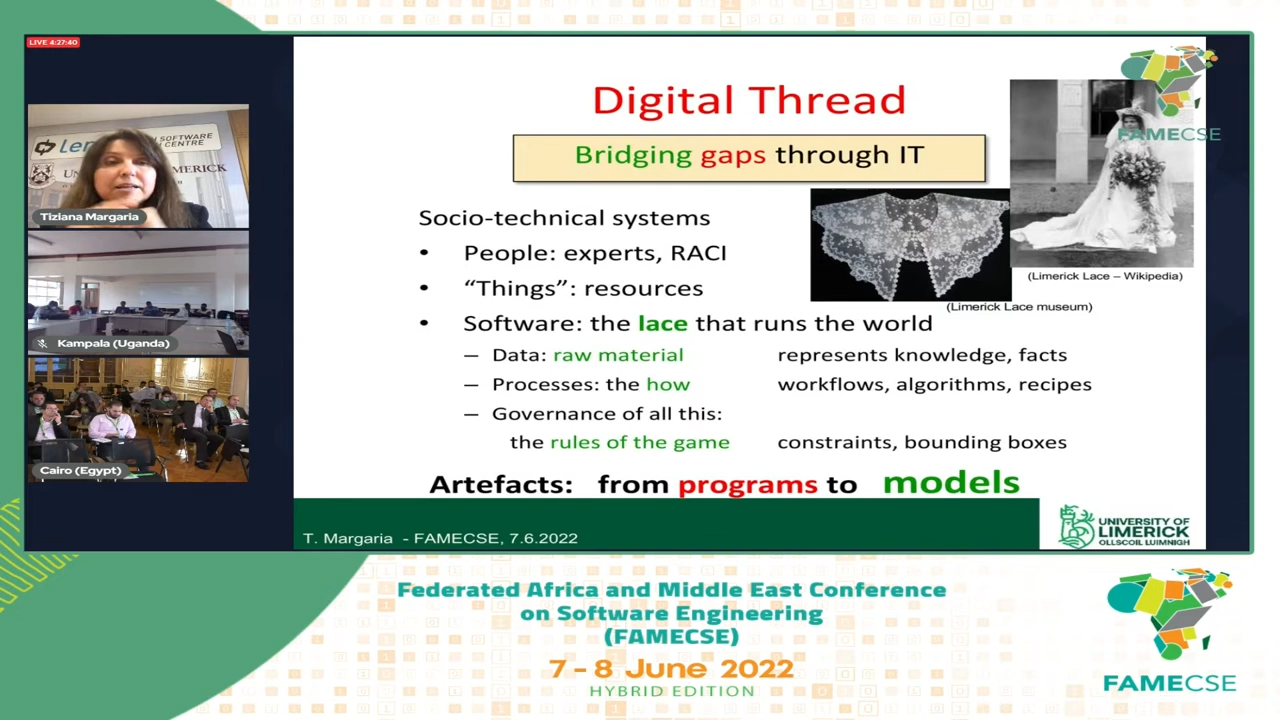 LIVE 4:27:40
Tiziana Margaria
Kampala (Uganda)
Cairo (Egypt)
Digital Thread
Bridging gaps through IT
Socio-technical systems
• People: experts, RACI
• “Things”: resources
• Software: the lace that runs the world
– Data: raw material represents knowledge, facts
– Processes: the how workflows, algorithms, recipes
– Governance of all this:
the rules of the game constraints, bounding boxes
Artefacts: from programs to models
(Limerick Lace – Wikipedia)
(Limerick Lace museum)
FAMECSE
T. Margaria - FAMECSE, 7.6.2022
UNIVERSITY OF
LIMERICK
OLLSCOIL LUIMNIGH
Federated Africa and Middle East Conference
on Software Engineering
(FAMECSE)
7 - 8 June 2022
HYBRID EDITION
FAMECSE